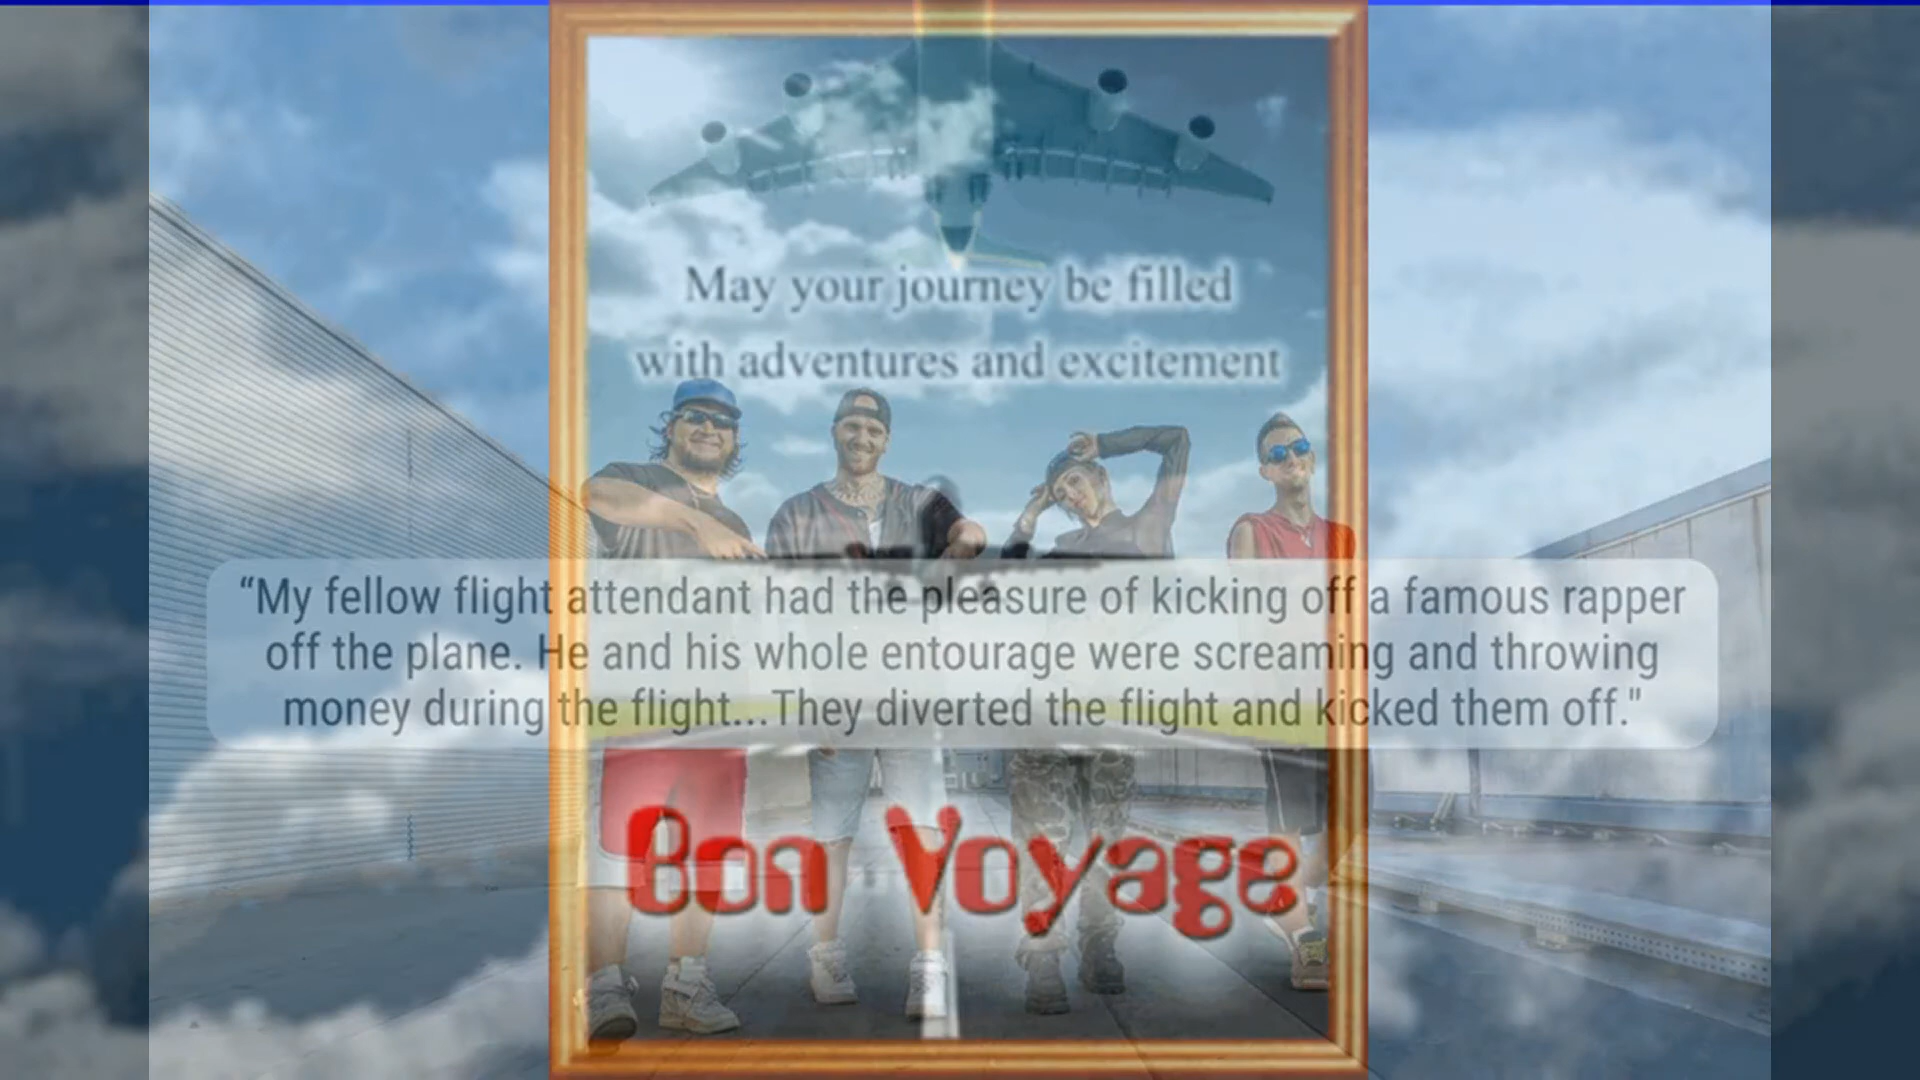 May your journey be filled
with adventures and excitement
“My fellow flight attendant had the pleasure of kicking off a famous rapper
off the plane. He and his whole entourage were screaming and throwing
money during the flight...They diverted the flight and kicked them off."
Bon Voyage